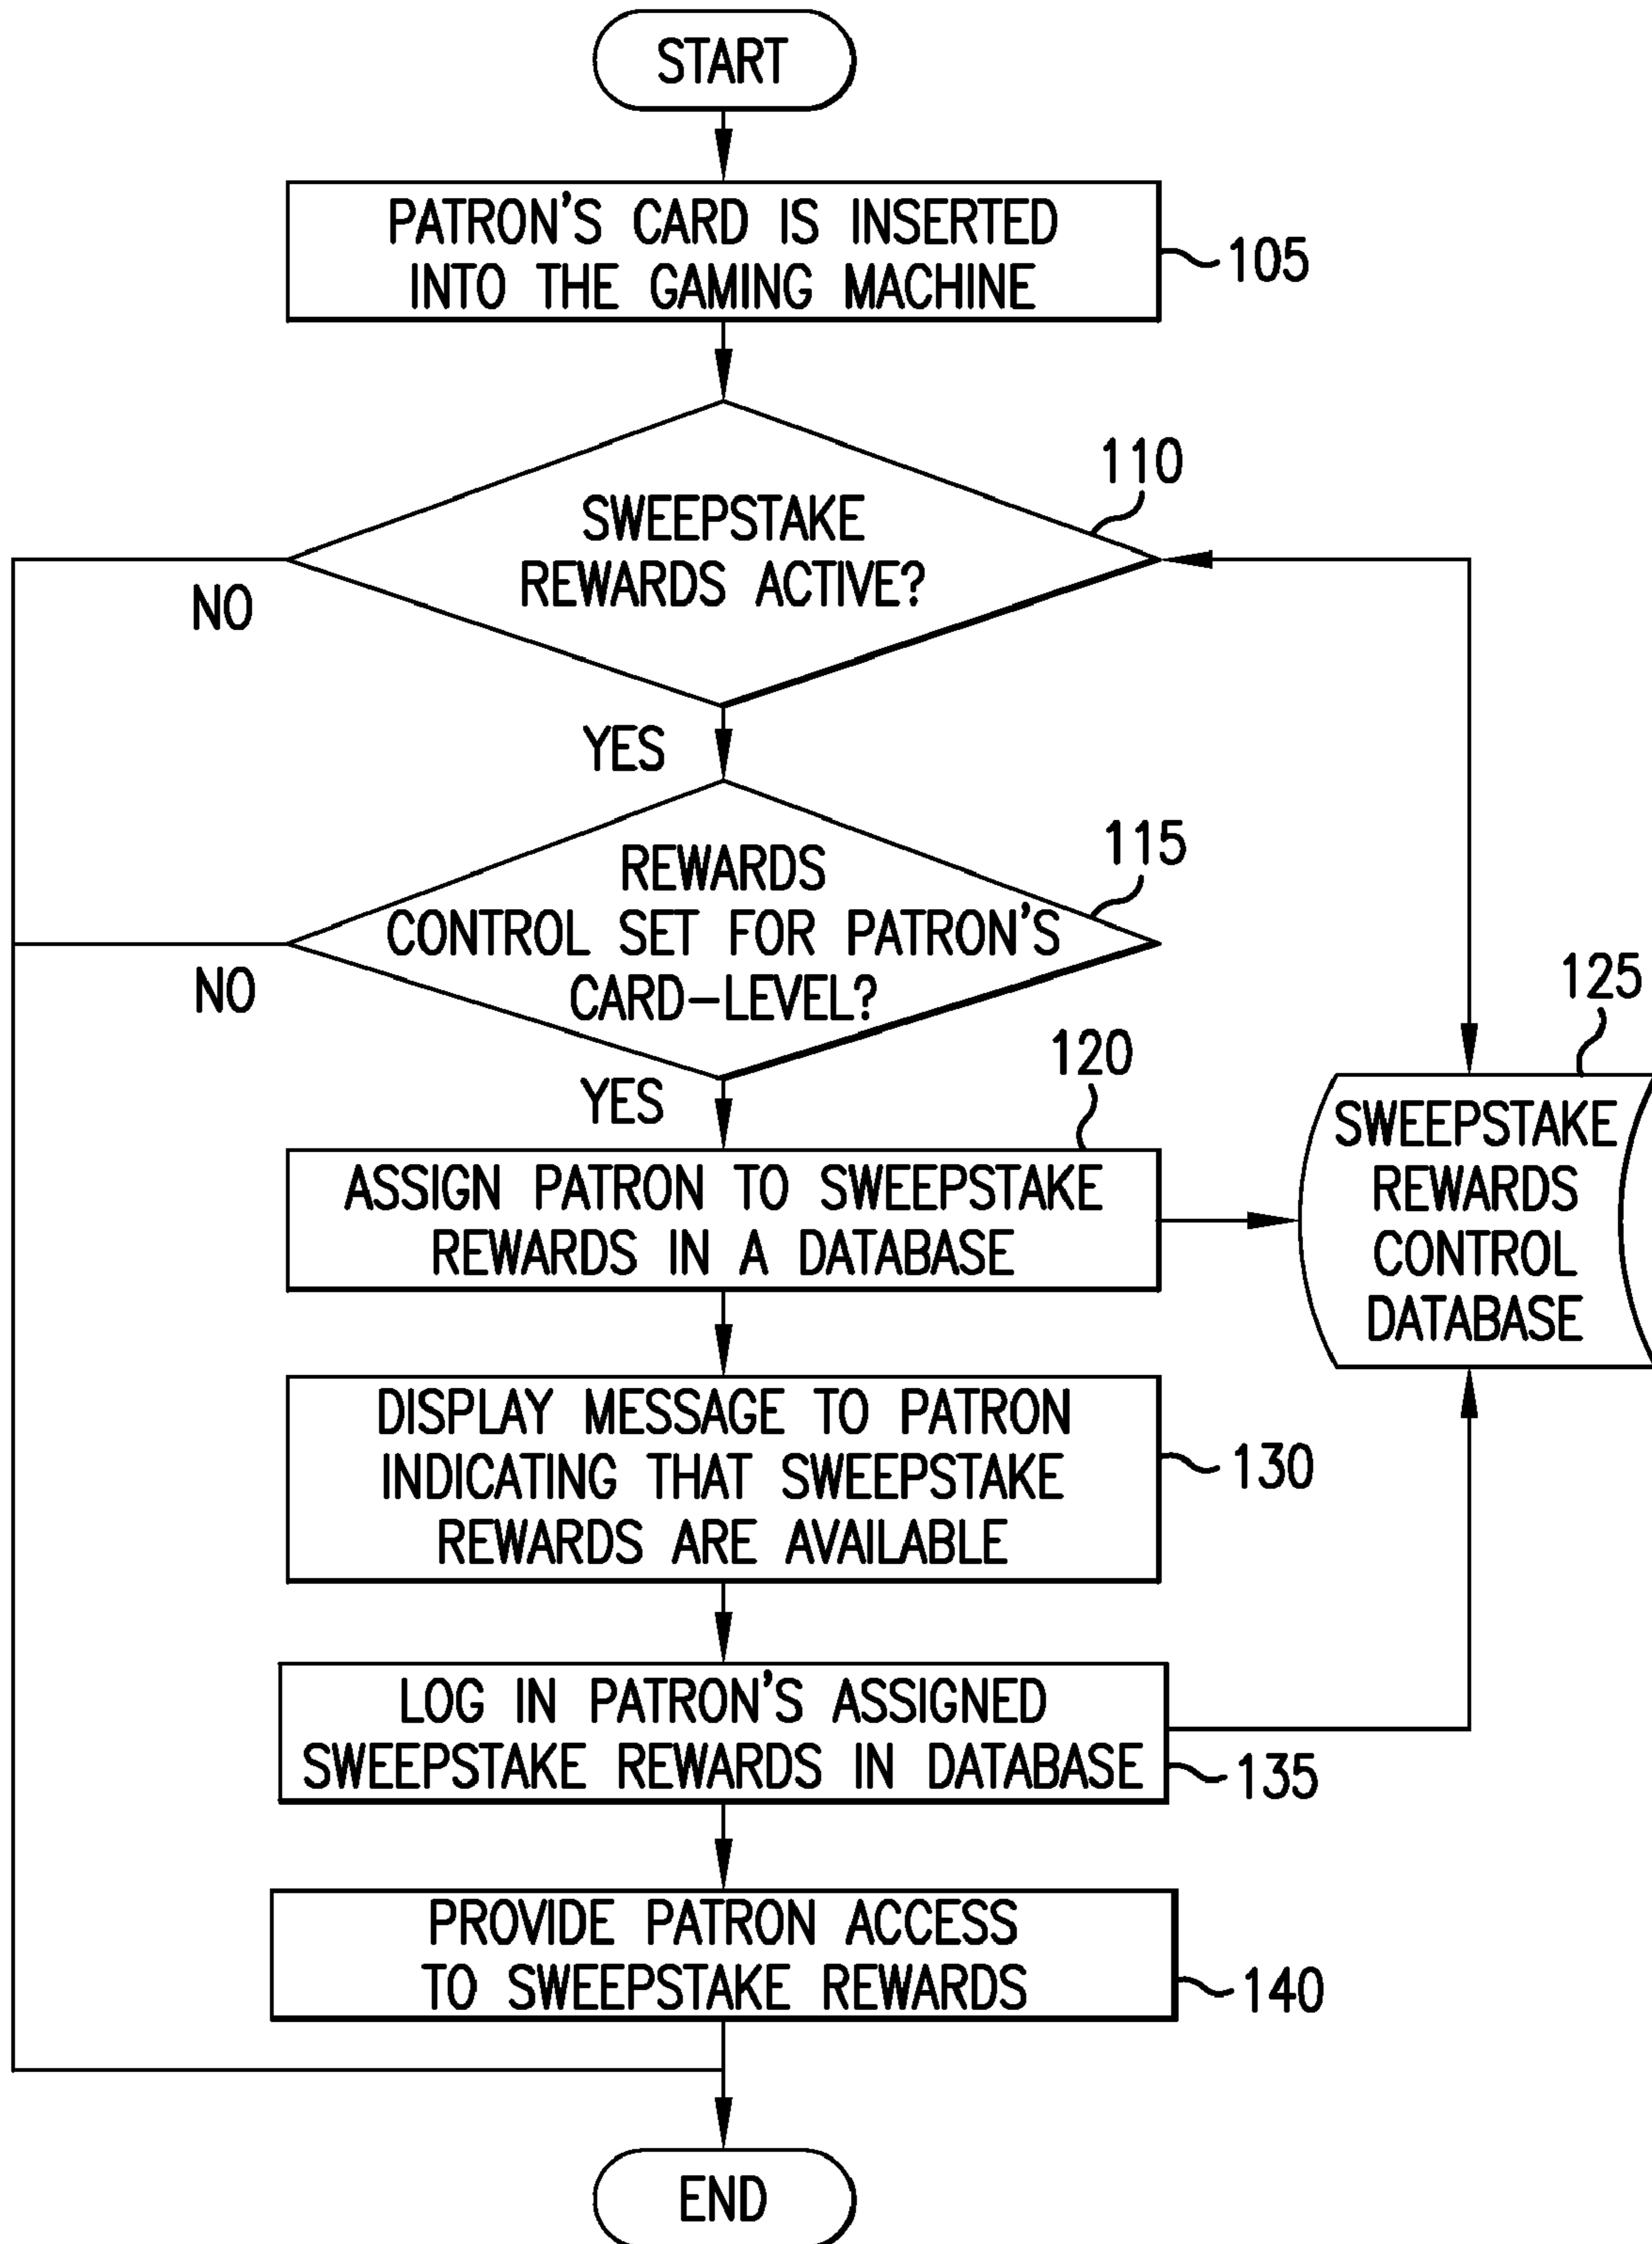 START
PATRON'S CARD IS INSERTED
INTO THE GAMING MACHINE
105
110
SWEEPSTAKE
REWARDS ACTIVE?
NO
YES
115
REWARDS
CONTROL SET FOR PATRON'S
CARD-LEVEL?
NO
YES
120
125
ASSIGN PATRON TO SWEEPSTAKE
REWARDS IN A DATABASE
SWEEPSTAKE
REWARDS
CONTROL
DATABASE
DISPLAY MESSAGE TO PATRON
INDICATING THAT SWEEPSTAKE
REWARDS ARE AVAILABLE
130
LOG IN PATRON'S ASSIGNED
SWEEPSTAKE REWARDS IN DATABASE
135
PROVIDE PATRON ACCESS
TO SWEEPSTAKE REWARDS
140
END